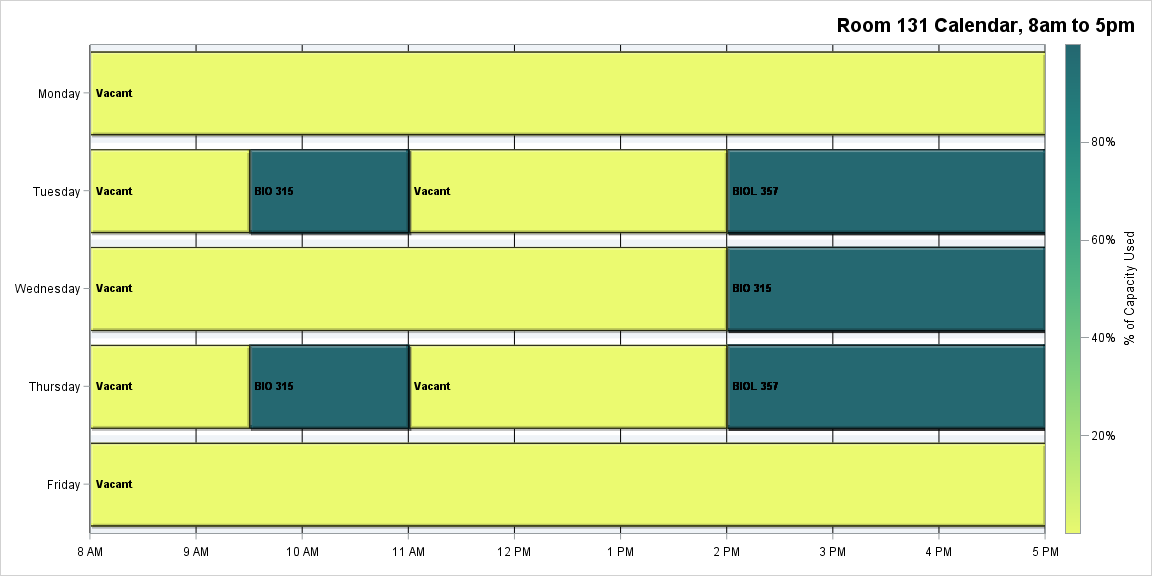 Room 131 Calendar, 8am to 5pm
Monday
Vacant
Tuesday
Vacant
BIO 315
Vacant
BIOL 357
Wednesday
Vacant
BIO 315
Thursday
Vacant
BIO 315
Vacant
BIOL 357
Friday
Vacant
8 AM
9 AM
10 AM
11 AM
12 PM
1 PM
2 PM
3 PM
4 PM
5 PM
80%
60%
40%
20%
% of Capacity Used